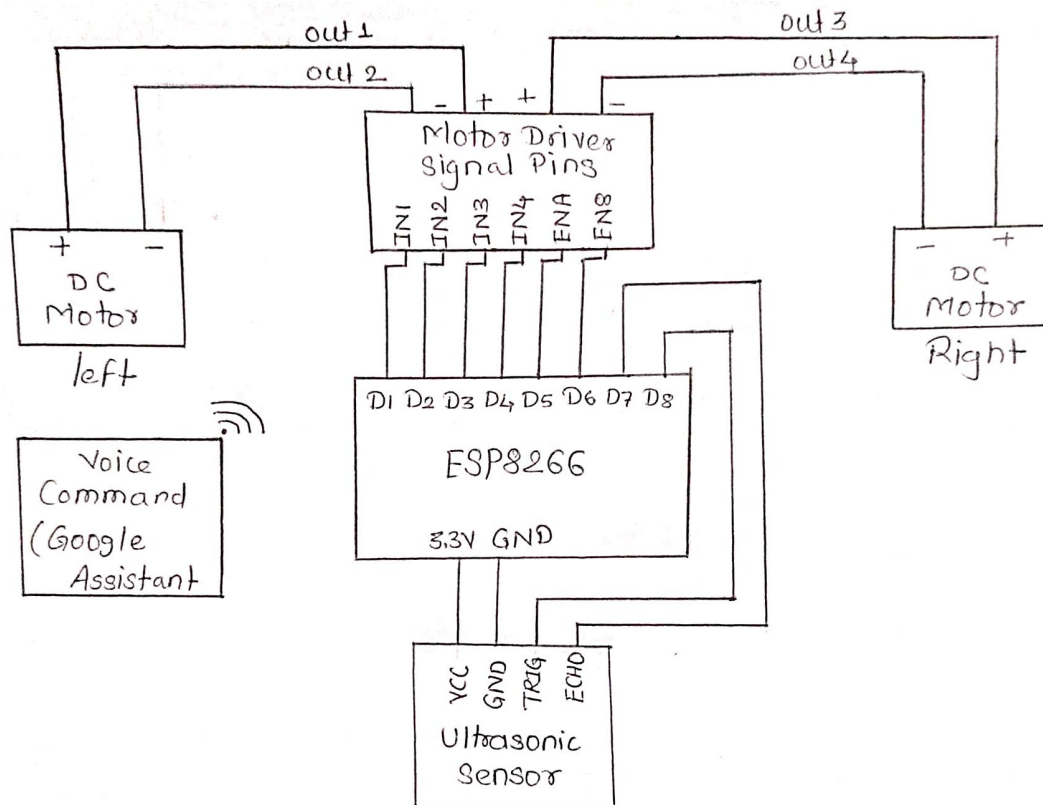 out 1
out 3
out 2
out 4
- + + -
Motor Driver
Signal Pins
IN1 IN2 IN3 IN4 ENA EN8
+ -
DC
Motor
left
- +
DC
Motor
Right
D1 D2 D3 D4 D5 D6 D7 D8
ESP8266
3.3V GND
Voice
Command
(Google
Assistant
VCC GND TRIG ECHO
Ultrasonic
Sensor